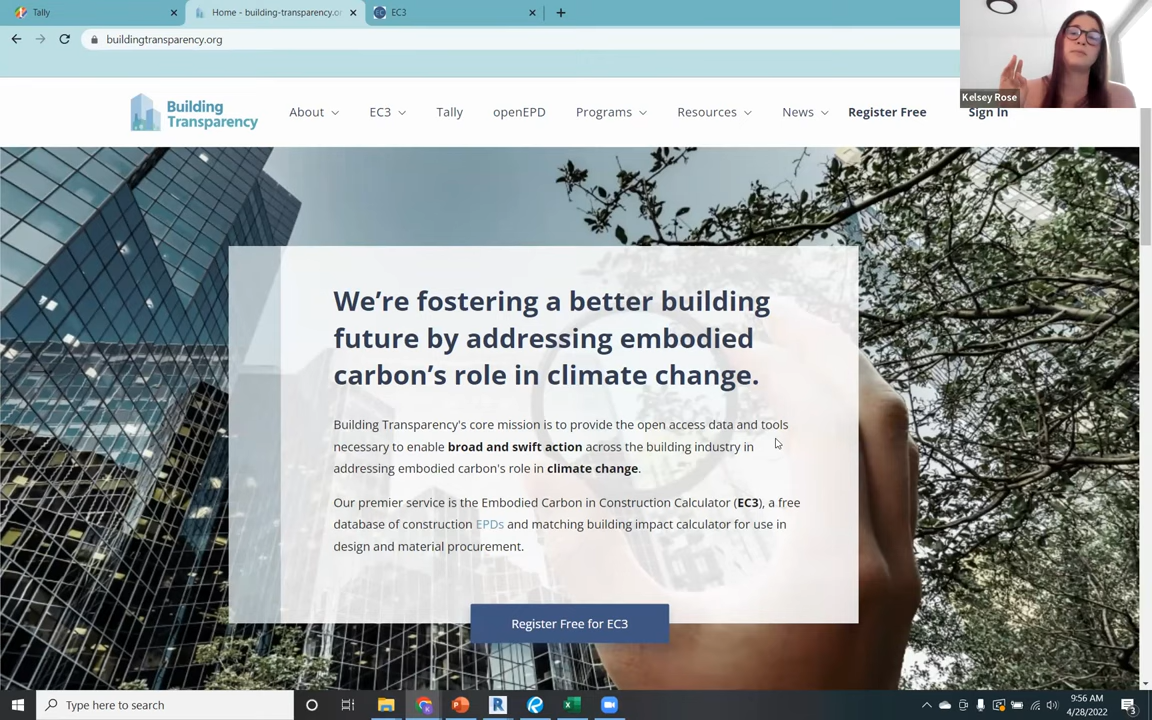 Tally
Home - building-transparency.or
EC3
buildingtransparency.org
Kelsey Rose
Building
Transparency
About
EC3
Tally
openEPD
Programs
Resources
News
Register Free
Sign In
We're fostering a better building
future by addressing embodied
carbon's role in climate change.
Building Transparency's core mission is to provide the open access data and tools
necessary to enable broad and swift action across the building industry in
addressing embodied carbon's role in climate change.
Our premier service is the Embodied Carbon in Construction Calculator (EC3), a free
database of construction EPDs and matching building impact calculator for use in
design and material procurement.
Register Free for EC3
Type here to search
9:56 AM
4/28/2022